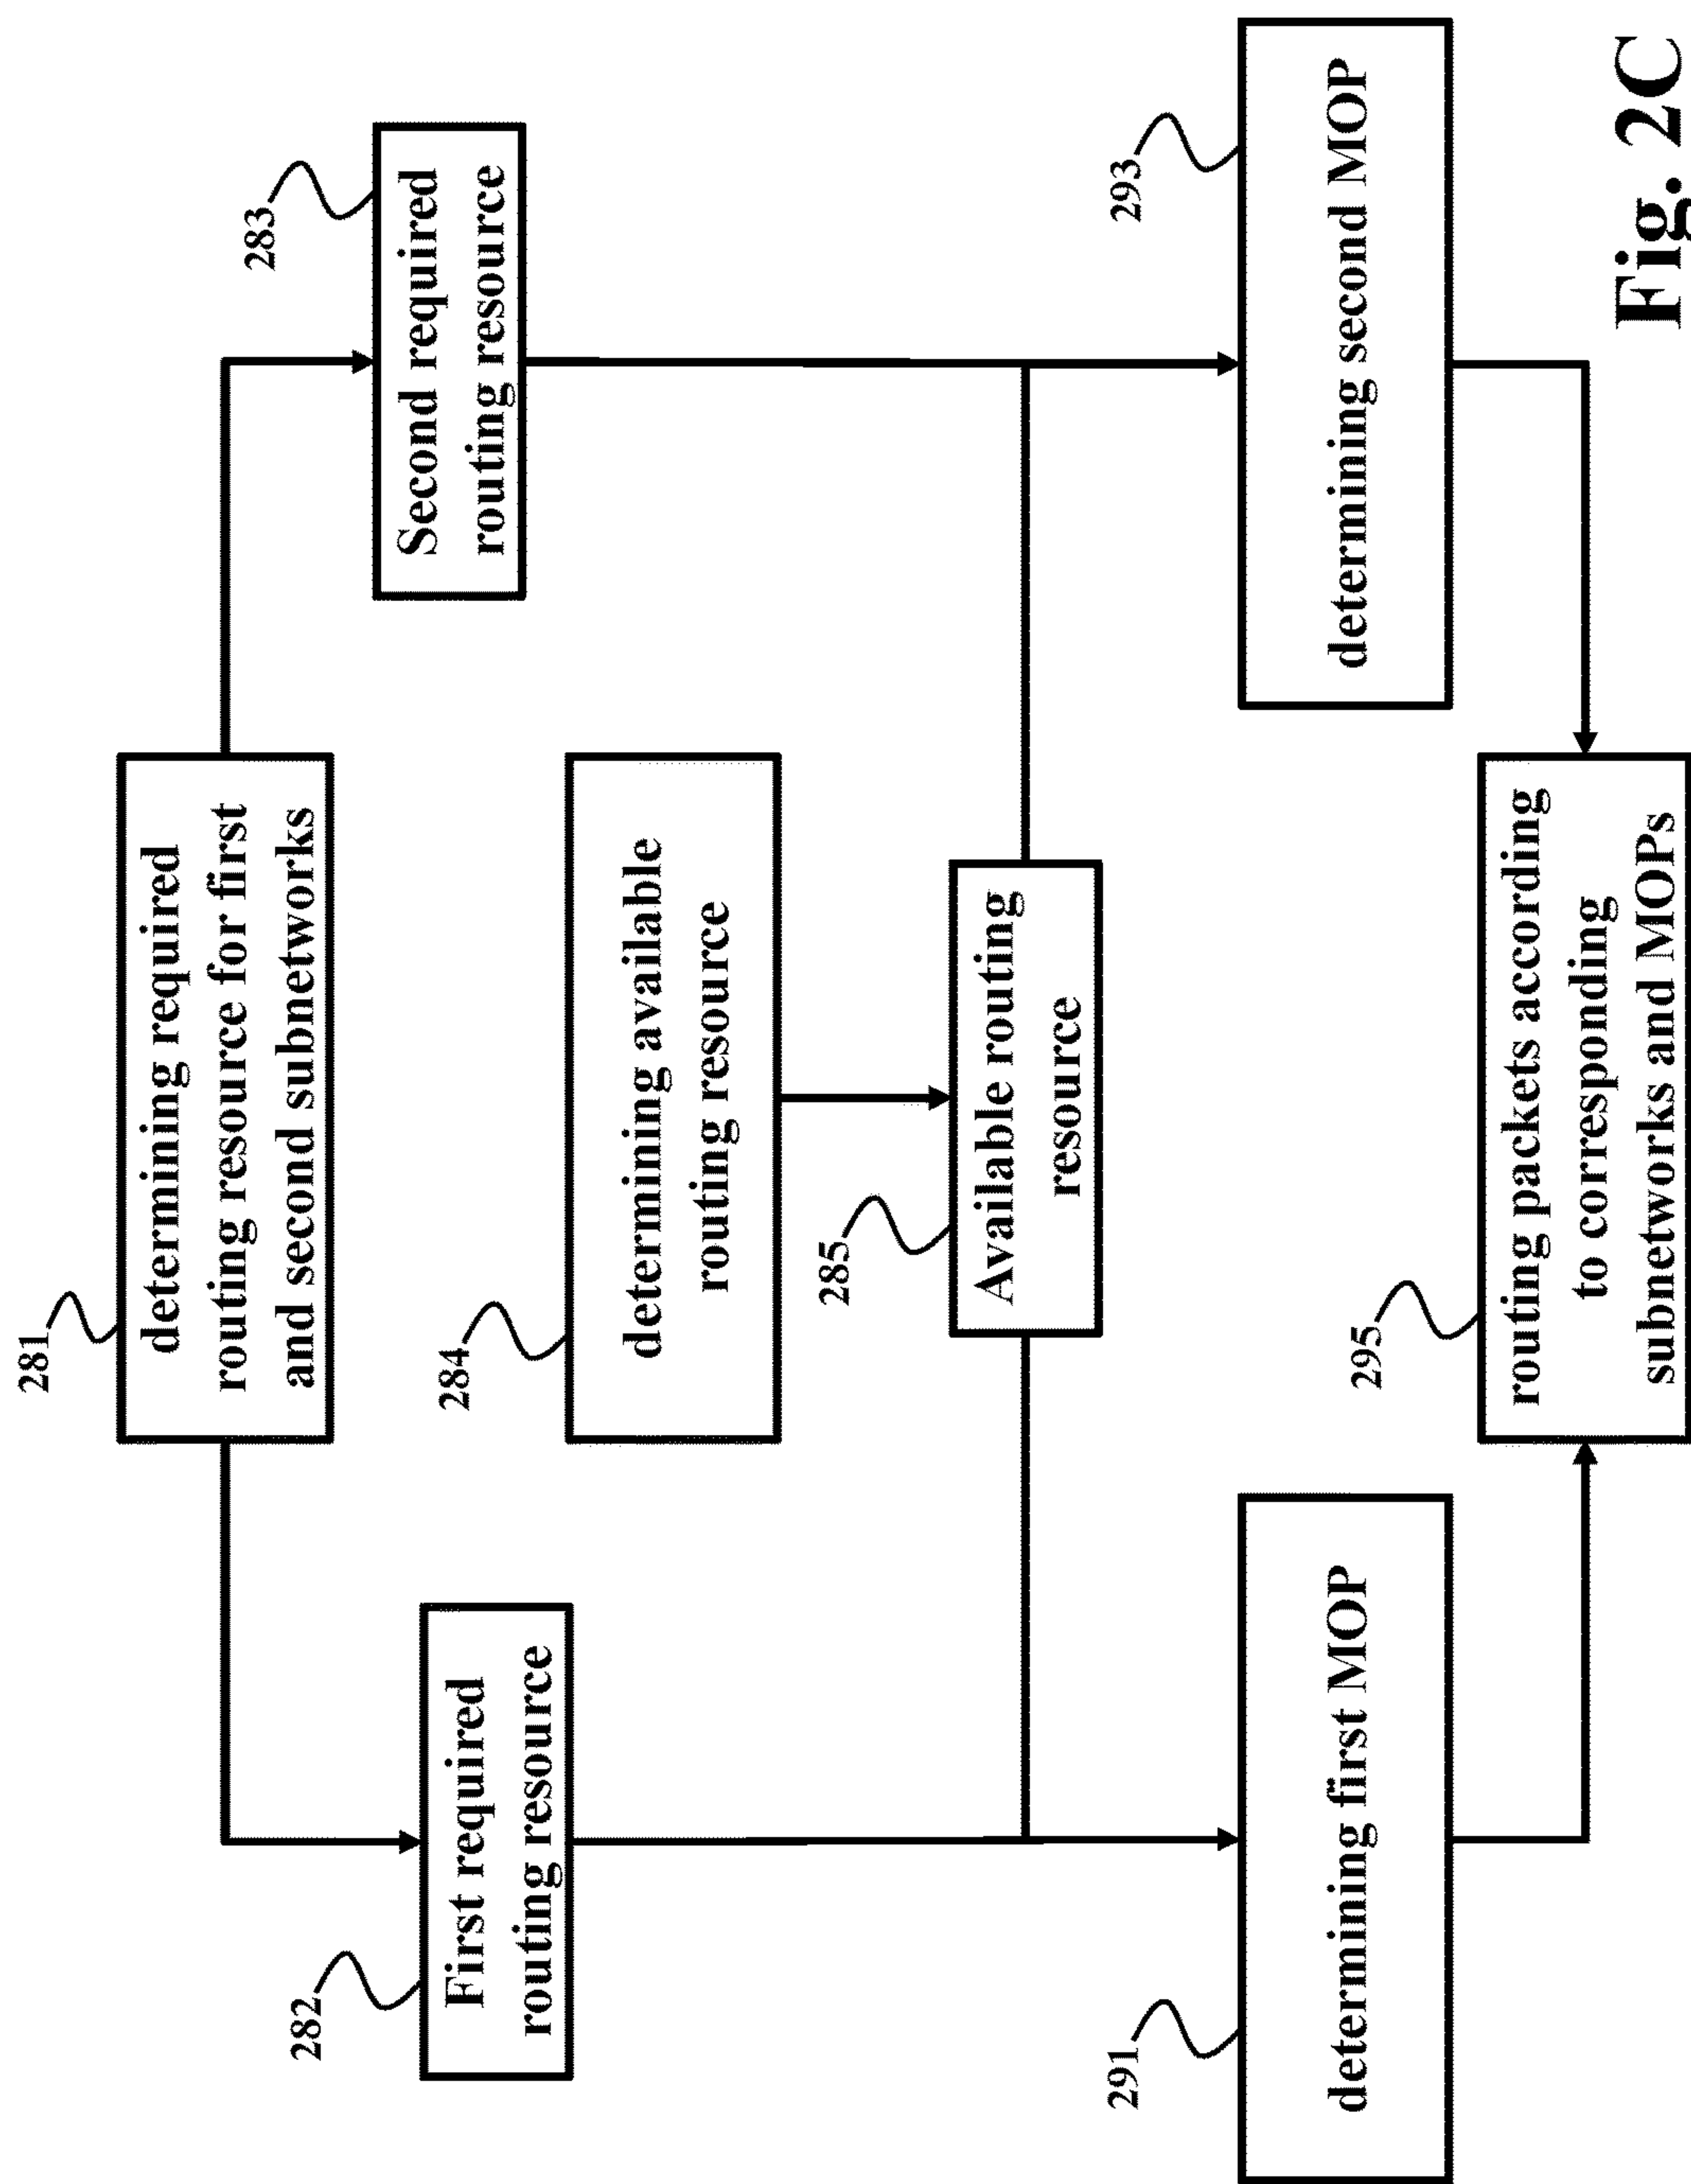 281
determining required
routing resource for first
and second subnetworks
282
First required
routing resource
283
Second required
routing resource
284
determining available
routing resource
285
Available routing
resource
291
determining first MOP
293
determining second MOP
295
routing packets according
to corresponding
subnetworks and MOPs
Fig. 2C